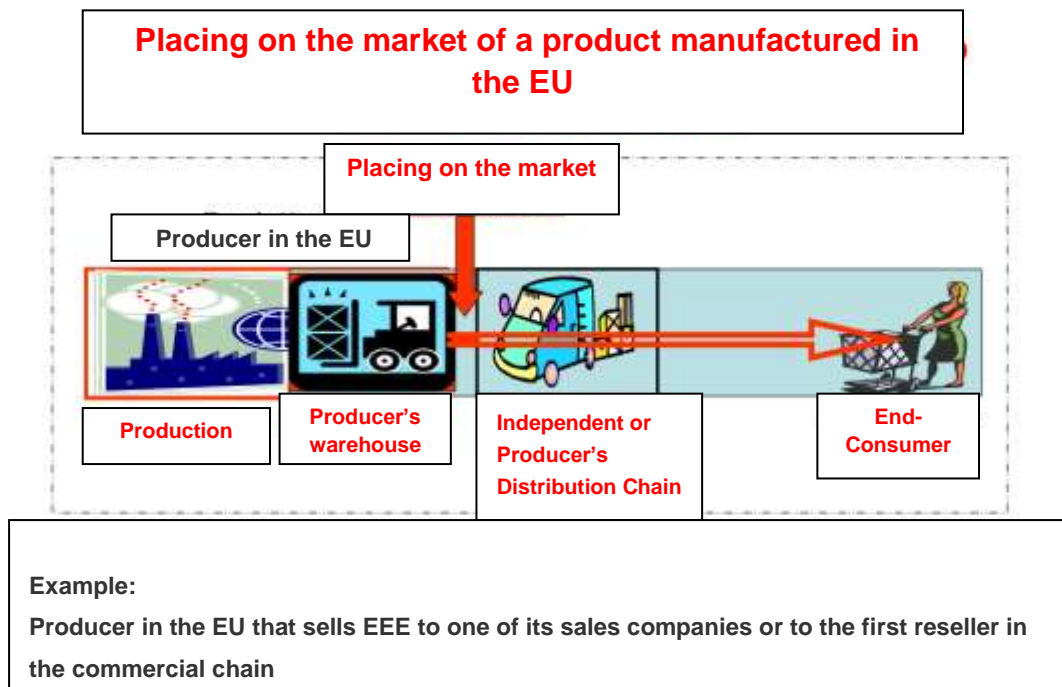 Placing on the market of a product manufactured in
the EU
Placing on the market
Producer in the EU
Production
Producer’s
warehouse
Independent or
Producer’s
Distribution Chain
End-
Consumer
Example:
Producer in the EU that sells EEE to one of its sales companies or to the first reseller in
the commercial chain